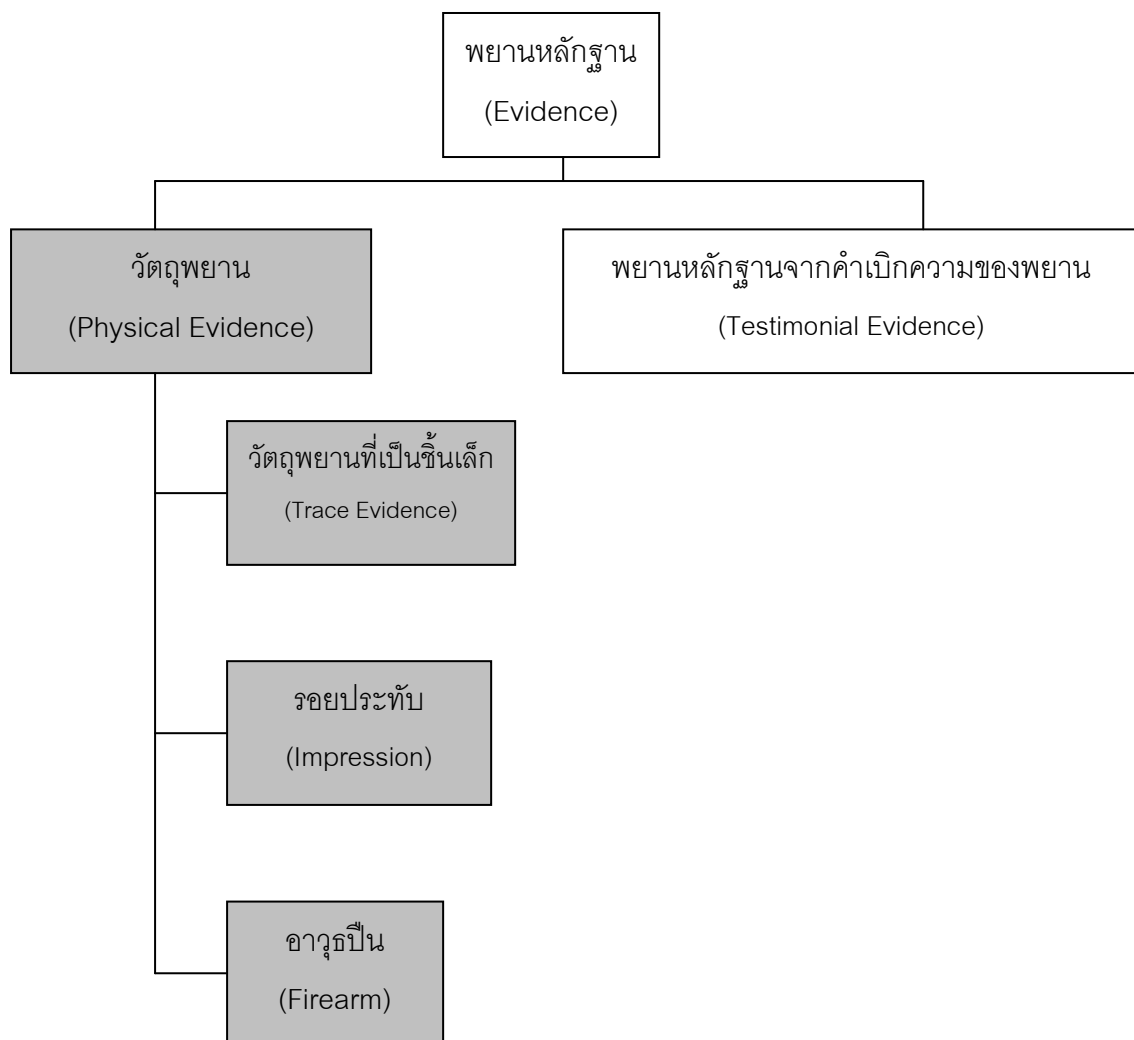 พยานหลักฐาน
(Evidence)
วัตถุพยาน
(Physical Evidence)
พยานหลักฐานจากคำเบิกความของพยาน
(Testimonial Evidence)
วัตถุพยานที่เป็นชิ้นเล็ก
(Trace Evidence)
รอยประทับ
(Impression)
อาวุธปืน
(Firearm)